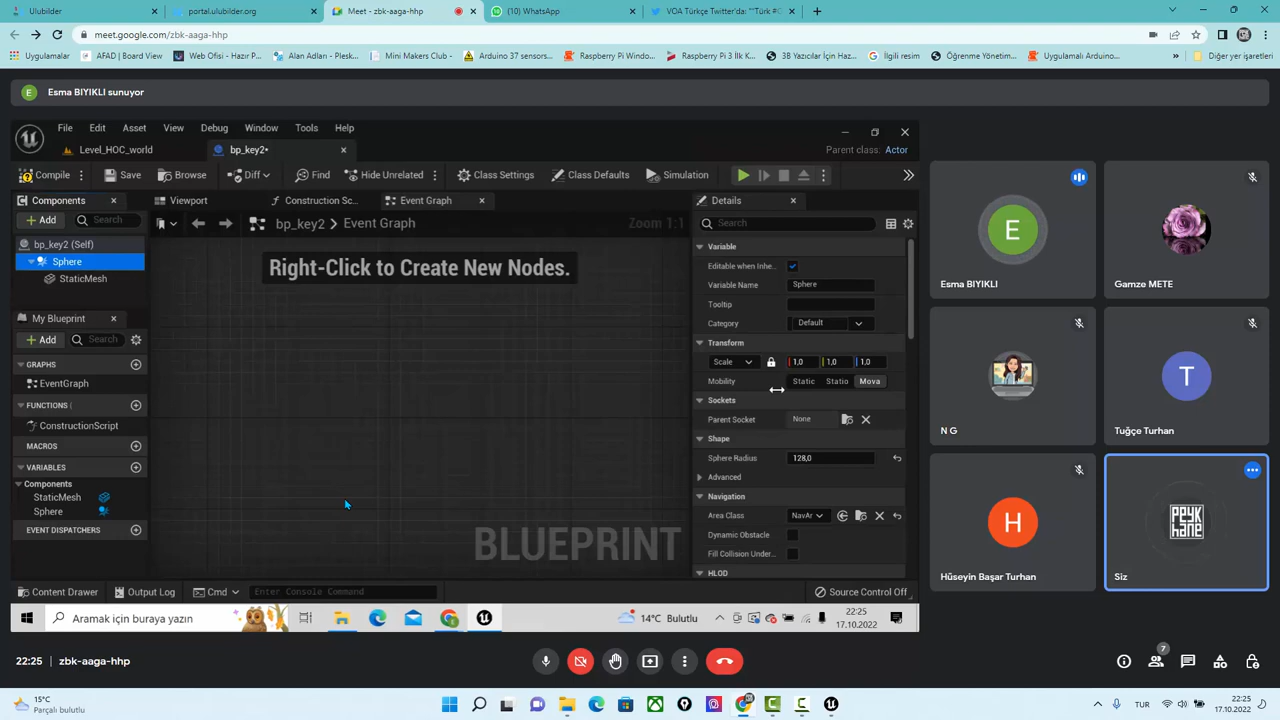 Ulubilder
portal.ulubilder.org
Meet - zbk-aaga-hhp
(10) WhatsApp
VOA Türkçe Twitter'da: "“Türk #C
meet.google.com/zbk-aaga-hhp
Uygulamalar
AFAD | Board View
Web Ofisi - Hazır P...
Alan Adları - Plesk...
Mini Makers Club -
Arduino 37 sensors...
Raspberry Pi Windo...
Raspberry Pi 3 İlk K...
3B Yazıcılar İçin Haz...
İlgili resim
Öğrenme Yönetim...
Uygulamalı Arduino...
E
Esma BIYIKLI sunuyor
File Edit Asset View Debug Window Tools Help
Level_HOC_world
bp_key2•
Parent class: Actor
Compile
Save
Browse
Diff
Find
Hide Unrelated
Class Settings
Class Defaults
Simulation
Components
Viewport
Construction Sc...
Event Graph
Details
Add
Search
bp_key2 > Event Graph
Zoom 1:1
Search
bp_key2 (Self)
Sphere
StaticMesh
Right-Click to Create New Nodes.
Variable
Editable when Inhe...
Variable Name
Sphere
Tooltip
Category
Default
My Blueprint
Add
Search
Transform
Scale
1,0
1,0
1,0
GRAPHS
EventGraph
Mobility
Static
Statio
Mova
FUNCTIONS (
ConstructionScript
Sockets
Parent Socket
None
MACROS
Shape
Sphere Radius
128,0
VARIABLES
Components
StaticMesh
Sphere
Advanced
Navigation
Area Class
NavAr
EVENT DISPATCHERS
BLUEPRINT
Dynamic Obstacle
Fill Collision Under...
HLOD
Content Drawer
Output Log
Cmd
Enter Console Command
Source Control Off
Aramak için buraya yazın
14°C Bulutlu
22:25
17.10.2022
E
Esma BIYIKLI
Gamze METE
N G
T
Tuğçe Turhan
H
Hüseyin Başar Turhan
Siz
22:25 | zbk-aaga-hhp
7
15°C
Parçalı bulutlu
TUR
22:25
17.10.2022